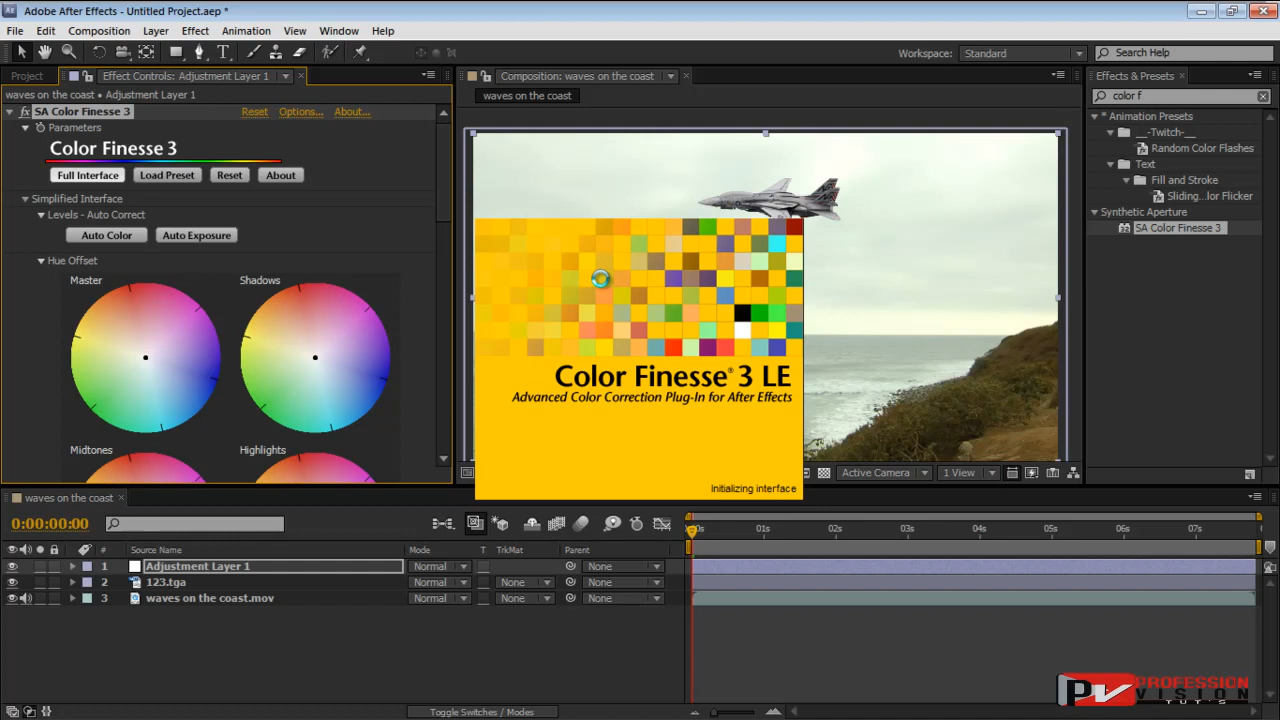 Adobe After Effects - Untitled Project.aep *
File Edit Composition Layer Effect Animation View Window Help
Workspace: Standard Search Help
Project Effect Controls: Adjustment Layer 1 Composition: waves on the coast Effects & Presets
waves on the coast • Adjustment Layer 1 waves on the coast color f
fx SA Color Finesse 3 Reset Options... About...
Parameters
Color Finesse 3
Full Interface Load Preset Reset About
Simplified Interface
Levels - Auto Correct
Auto Color Auto Exposure
Hue Offset
Master Shadows
Midtones Highlights
Color Finesse® 3 LE
Advanced Color Correction Plug-In for After Effects
Initializing interface
Active Camera 1 View
* Animation Presets
__-Twitch-__
Random Color Flashes
Text
Fill and Stroke
Sliding...lor Flicker
Synthetic Aperture
SA Color Finesse 3
waves on the coast
0:00:00:00
# Source Name Mode T TrkMat Parent
01s 02s 03s 04s 05s 06s 07s
1 Adjustment Layer 1 Normal None
2 123.tga Normal None None
3 waves on the coast.mov Normal None None
Toggle Switches / Modes
PV PROFESSION
VISION
TUT'S